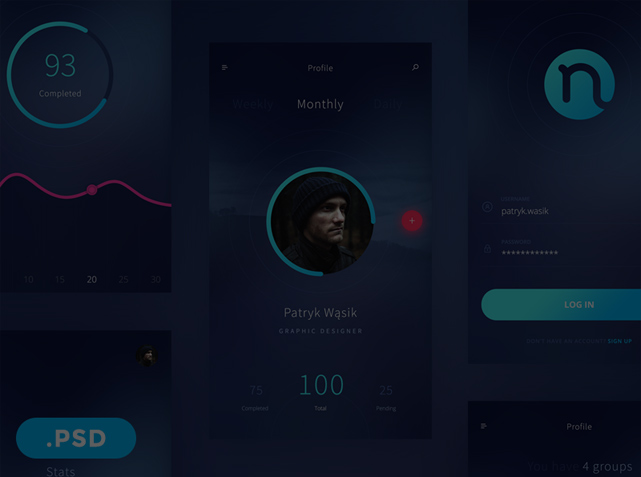 93
Completed
10 15 20 25 30
.PSD
Stats
Profile
Weekly Monthly Daily
Patryk Wąsik
GRAPHIC DESIGNER
75 100 25
Completed Total Pending
n
USERNAME
patryk.wasik
PASSWORD
************
LOG IN
DON'T HAVE AN ACCOUNT? SIGN UP
Profile
You have 4 groups